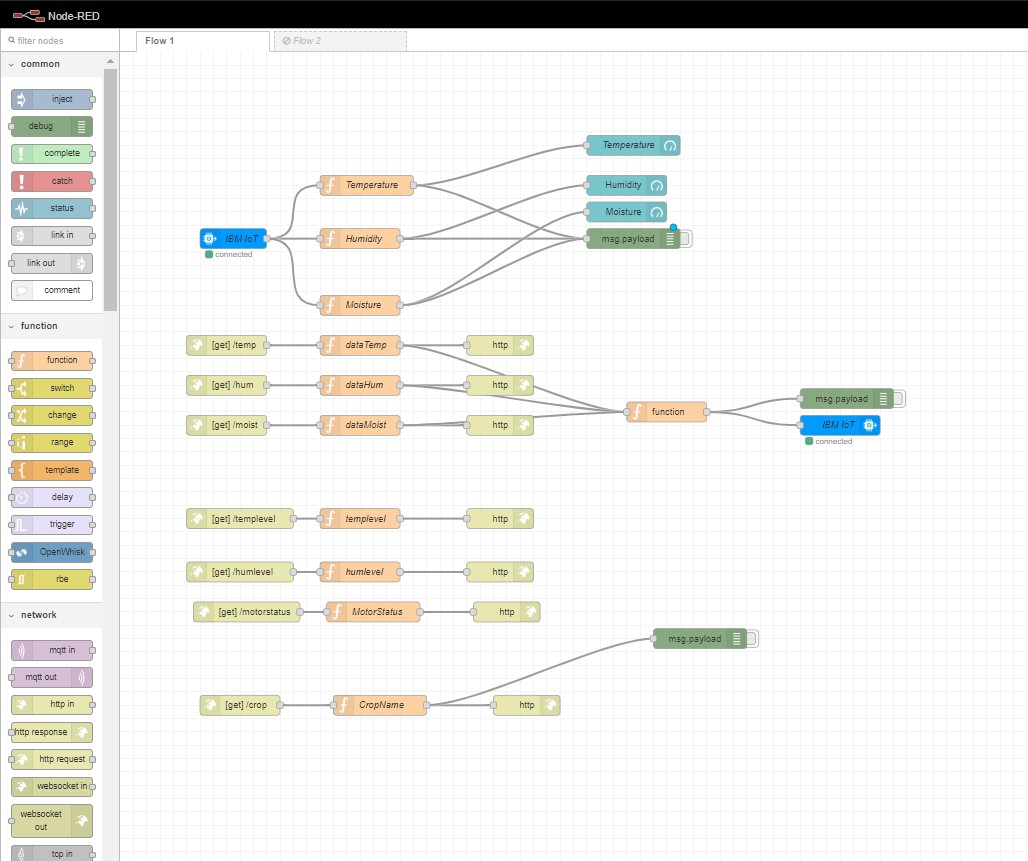 Node-RED
filter nodes
Flow 1
Flow 2
common
inject
debug
complete
catch
status
link in
link out
comment
function
function
switch
change
range
template
delay
trigger
OpenWhisk
rbe
network
mqtt in
mqtt out
http in
http response
http request
websocket in
websocket
out
tcp in
Temperature
Temperature
Humidity
Moisture
IBM IoT
connected
Humidity
msg.payload
Moisture
[get] /temp
dataTemp
http
[get] /hum
dataHum
http
[get] /moist
dataMoist
http
function
msg.payload
IBM IoT
connected
[get] /templevel
templevel
http
[get] /humlevel
humlevel
http
[get] /motorstatus
MotorStatus
http
msg.payload
[get] /crop
CropName
http